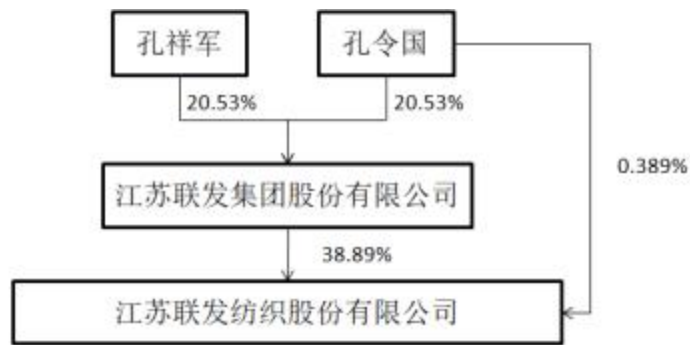 孔祥军
孔令国
20.53%
20.53%
0.389%
江苏联发集团股份有限公司
38.89%
江苏联发纺织股份有限公司